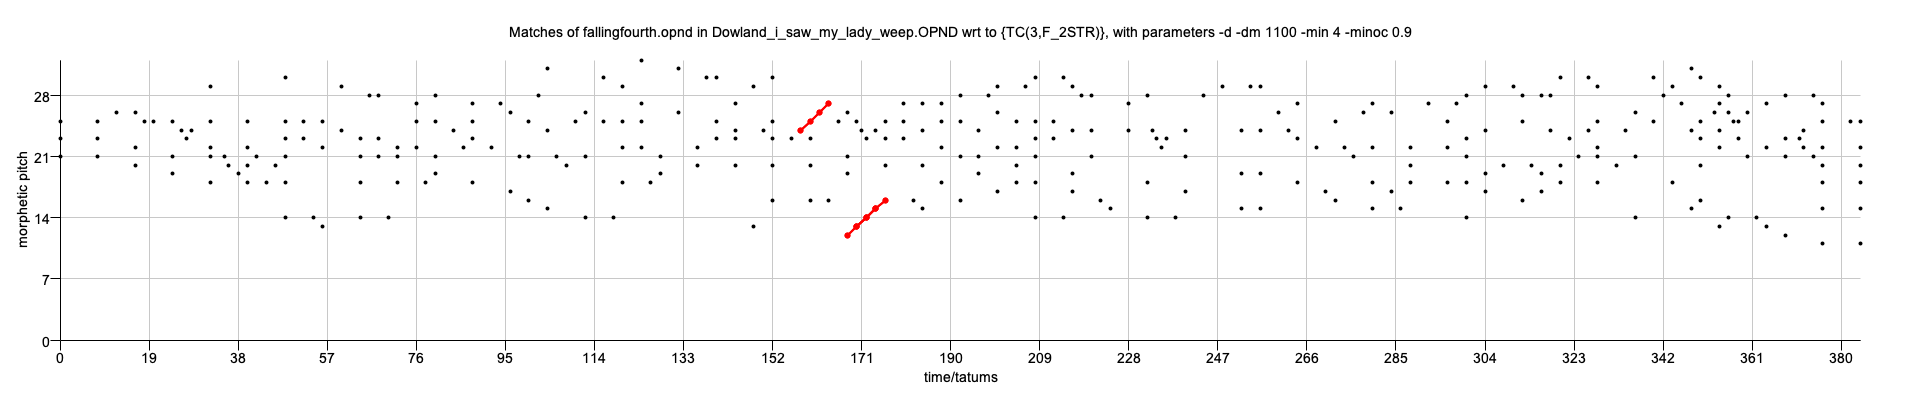 Matches of fallingfourth.opnd in Dowland_i_saw_my_lady_weep.OPND wrt to {TC(3,F_2STR)}, with parameters -d -dm 1100 -min 4 -minoc 0.9
morphetic pitch
28
21
14
7
0
0 19 38 57 76 95 114 133 152 171 190 209 228 247 266 285 304 323 342 361 380
time/tatums